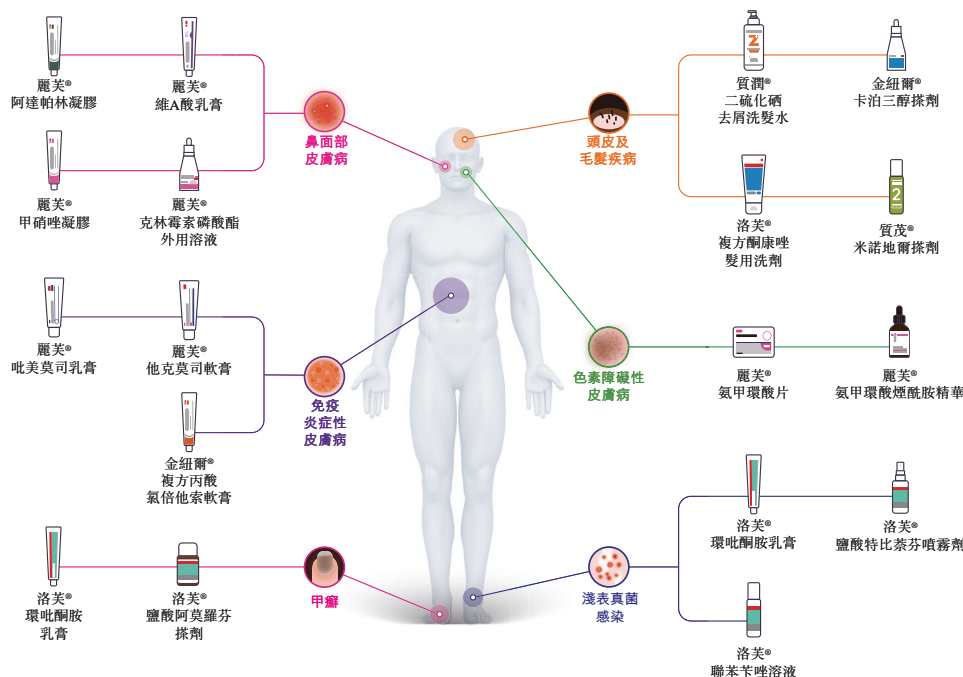 麗芙®
阿達帕林凝膠
麗芙®
維A酸乳膏
麗芙®
甲硝唑凝膠
麗芙®
克林霉素磷酸酯
外用溶液
鼻面部
皮膚病
頭皮及
毛髮疾病
Z
質潤®
二硫化硒
去屑洗髮水
金紐爾®
卡泊三醇搽劑
洛芙®
複方酮康唑
髮用洗劑
2
質茂®
米諾地爾搽劑
麗芙®
吡美莫司乳膏
麗芙®
他克莫司軟膏
金紐爾®
複方丙酸
氯倍他索軟膏
免疫
炎症性
皮膚病
色素障礙性
皮膚病
麗芙®
氨甲環酸片
麗芙®
氨甲環酸煙酰胺精華
洛芙®
環吡酮胺
乳膏
洛芙®
鹽酸阿莫羅芬
搽劑
甲癬
淺表真菌
感染
洛芙®
環吡酮胺乳膏
洛芙®
鹽酸特比萘芬噴霧劑
洛芙®
聯苯苄唑溶液